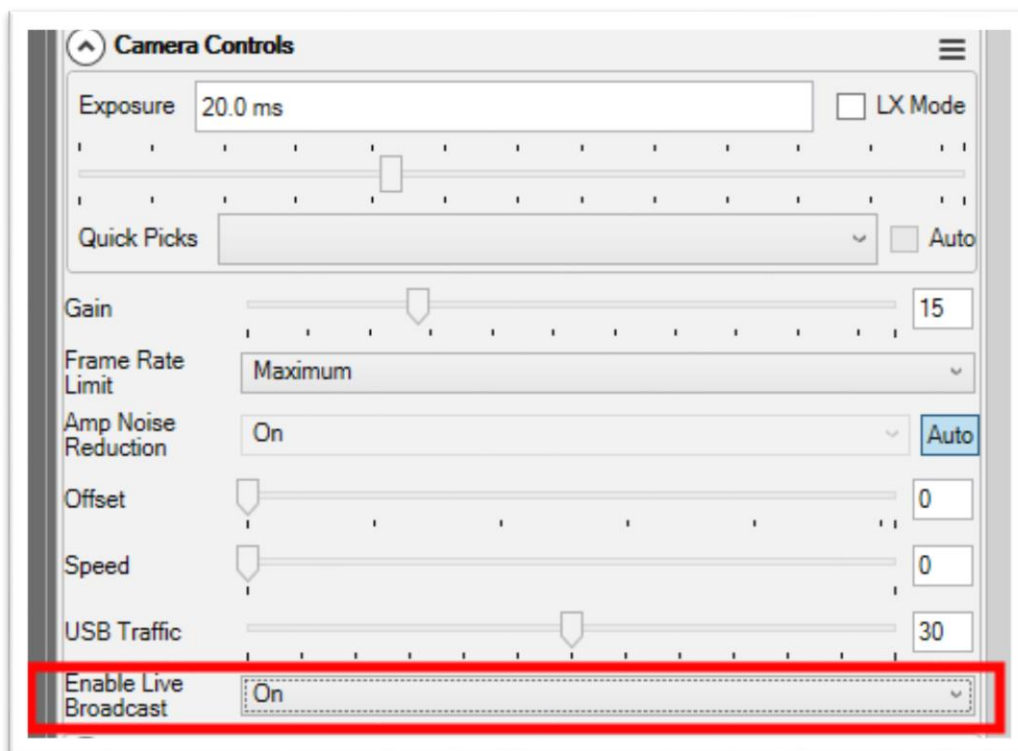 Camera Controls
Exposure 20.0 ms LX Mode
Quick Picks Auto
Gain 15
Frame Rate
Limit
Maximum
Amp Noise
Reduction
On Auto
Offset 0
Speed 0
USB Traffic 30
Enable Live
Broadcast
On